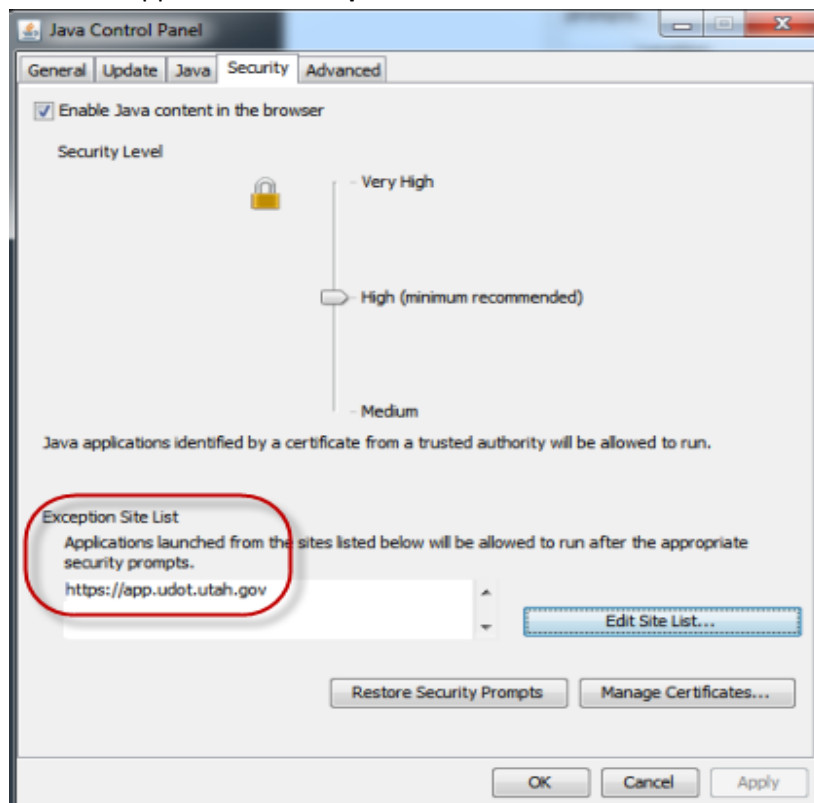 Java Control Panel
General Update Java Security Advanced
Enable Java content in the browser
Security Level
- Very High
- High (minimum recommended)
- Medium
Java applications identified by a certificate from a trusted authority will be allowed to run.
Exception Site List
Applications launched from the sites listed below will be allowed to run after the appropriate
security prompts.
https://app.udot.utah.gov
Edit Site List...
Restore Security Prompts Manage Certificates...
OK Cancel Apply